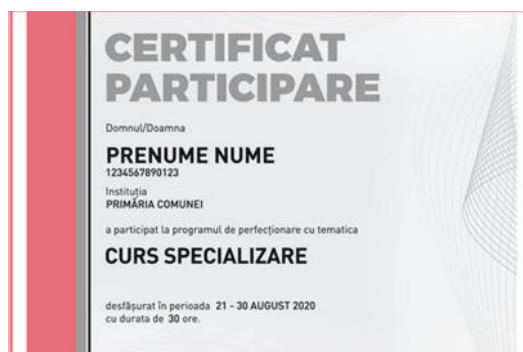 CERTIFICAT
PARTICIPARE
Domnul/Doamna
PRENUME NUME
1234567890123
Instituția
PRIMĂRIA COMUNEI
a participat la programul de perfecționare cu tematica
CURS SPECIALIZARE
desfășurat în perioada 21 - 30 AUGUST 2020
cu durata de 30 ore.